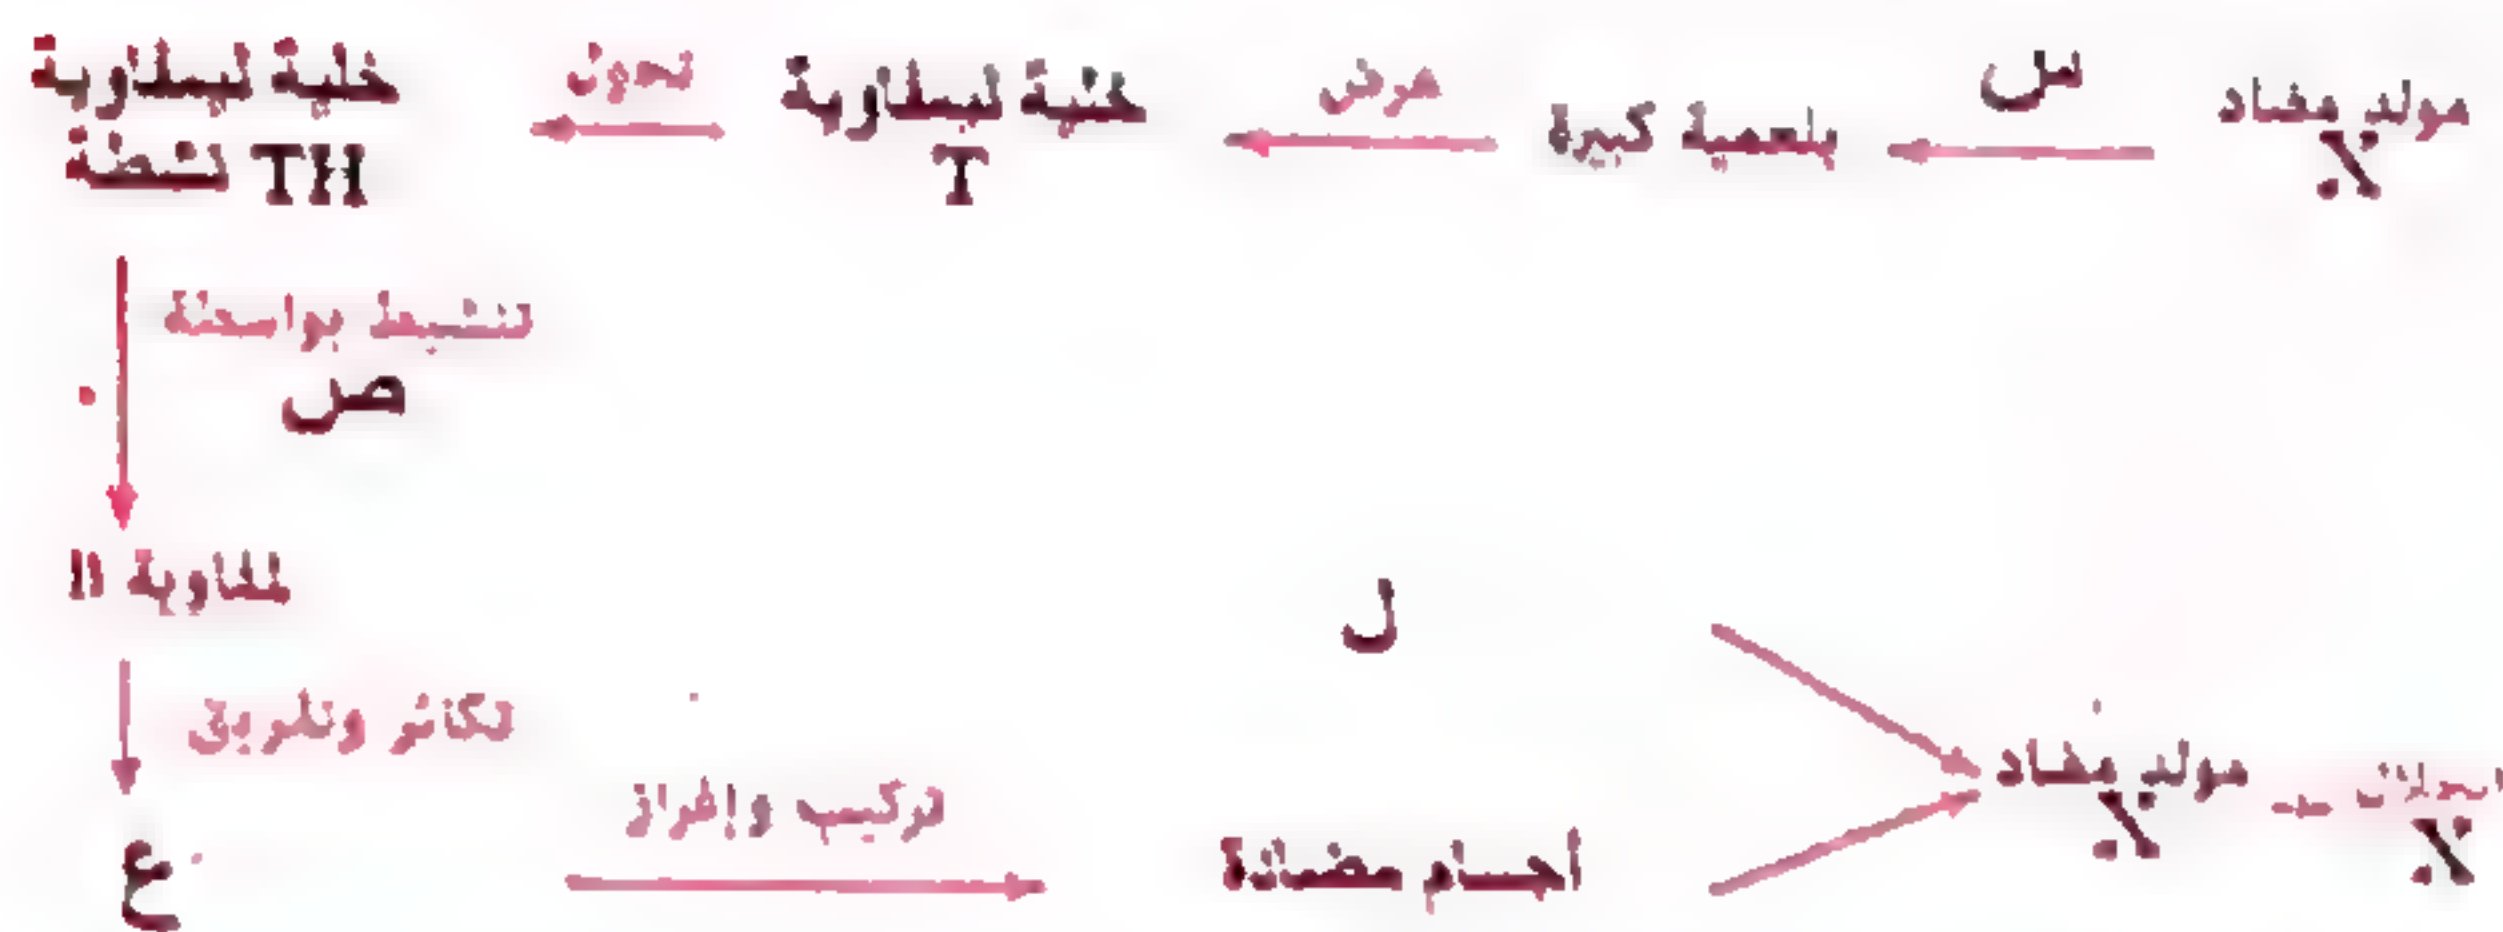 مولد مضاد
X
س
بلعمية كبيرة
عرض
خلية لمفاوية
T
تعرف
خلية لمفاوية
TH نشطة
تنشيط بواسطة
ص
لمفاوية B
تكاثر وتمايز
ع
تركيب وإفراز
ل
أجسام مضادة
مولد مضاد
X
X